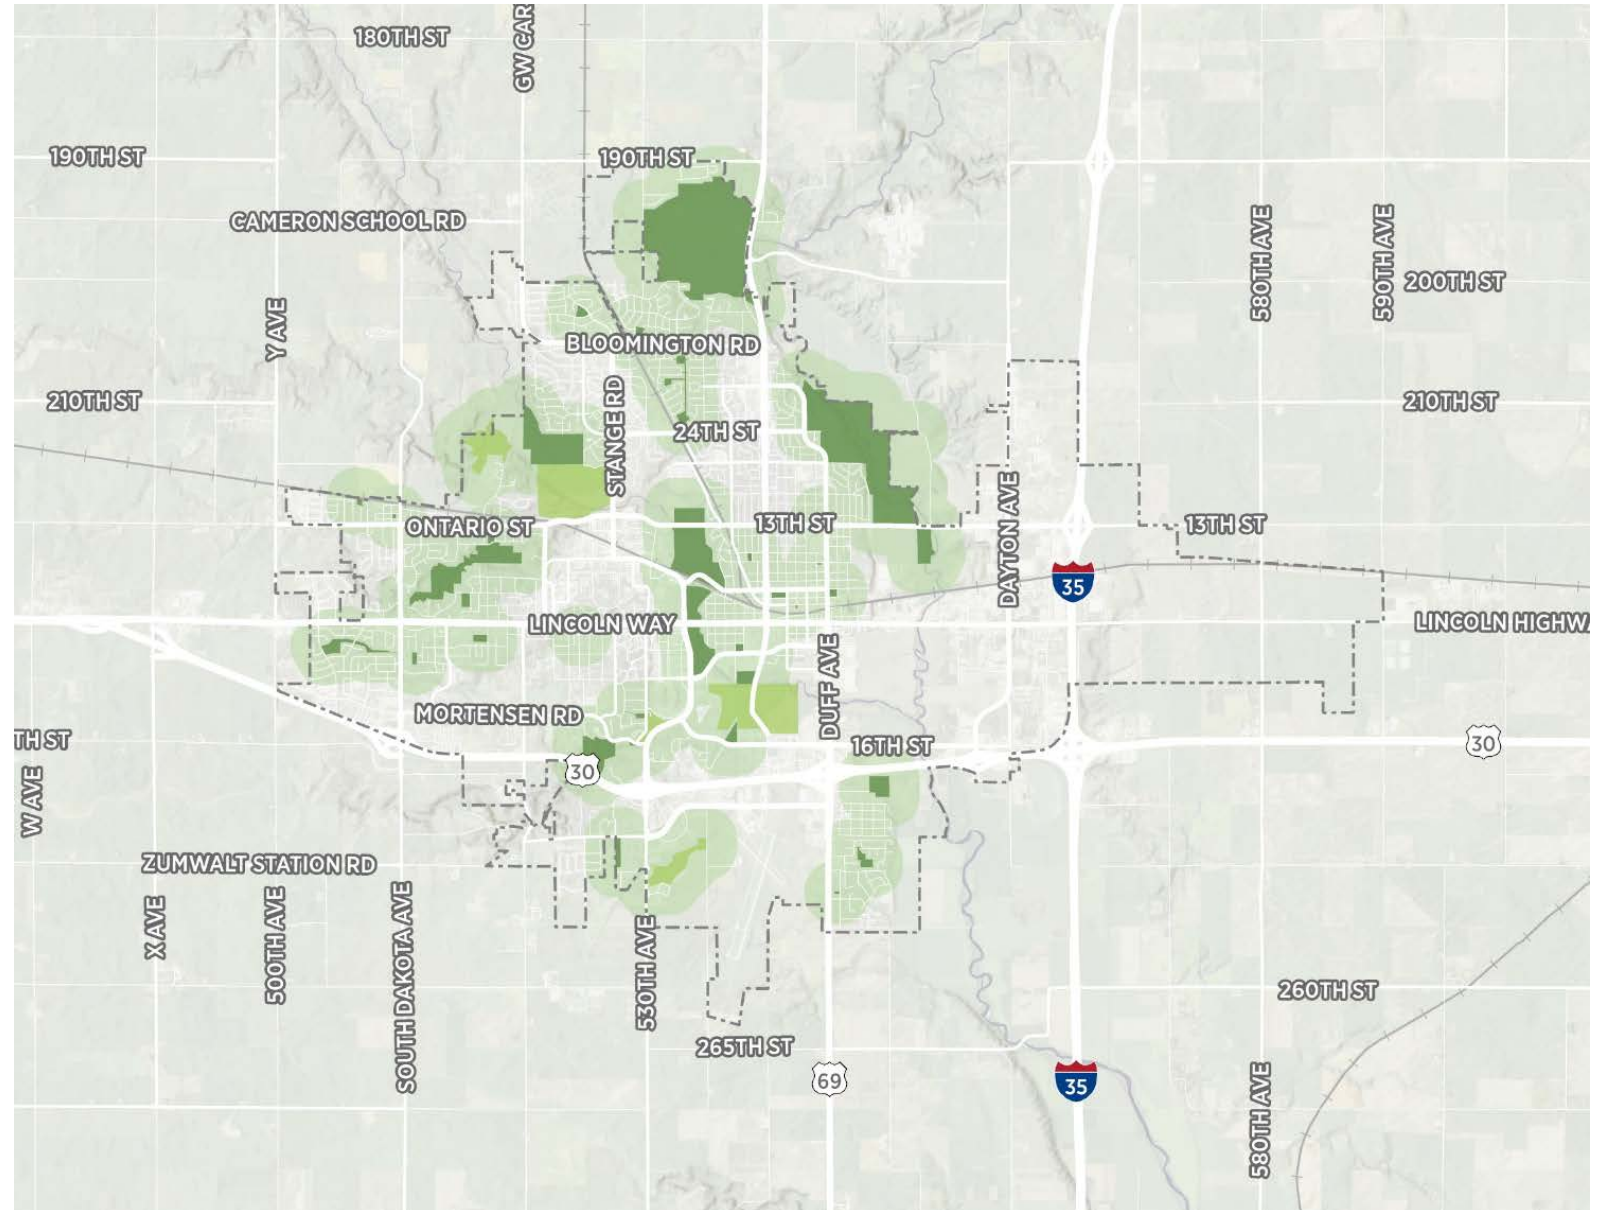 180TH ST
GW CAR
190TH ST
190TH ST
CAMERON SCHOOL RD
580TH AVE
590TH AVE
200TH ST
Y AVE
BLOOMINGTON RD
210TH ST
STANGE RD
210TH ST
24TH ST
DAYTON AVE
ONTARIO ST
13TH ST
13TH ST
35
LINCOLN WAY
LINCOLN HIGHWA
DUFF AVE
MORTENSEN RD
TH ST
16TH ST
30
30
W AVE
ZUMWALT STATION RD
X AVE
500TH AVE
SOUTH DAKOTA AVE
530TH AVE
260TH ST
265TH ST
69
35
580TH AVE